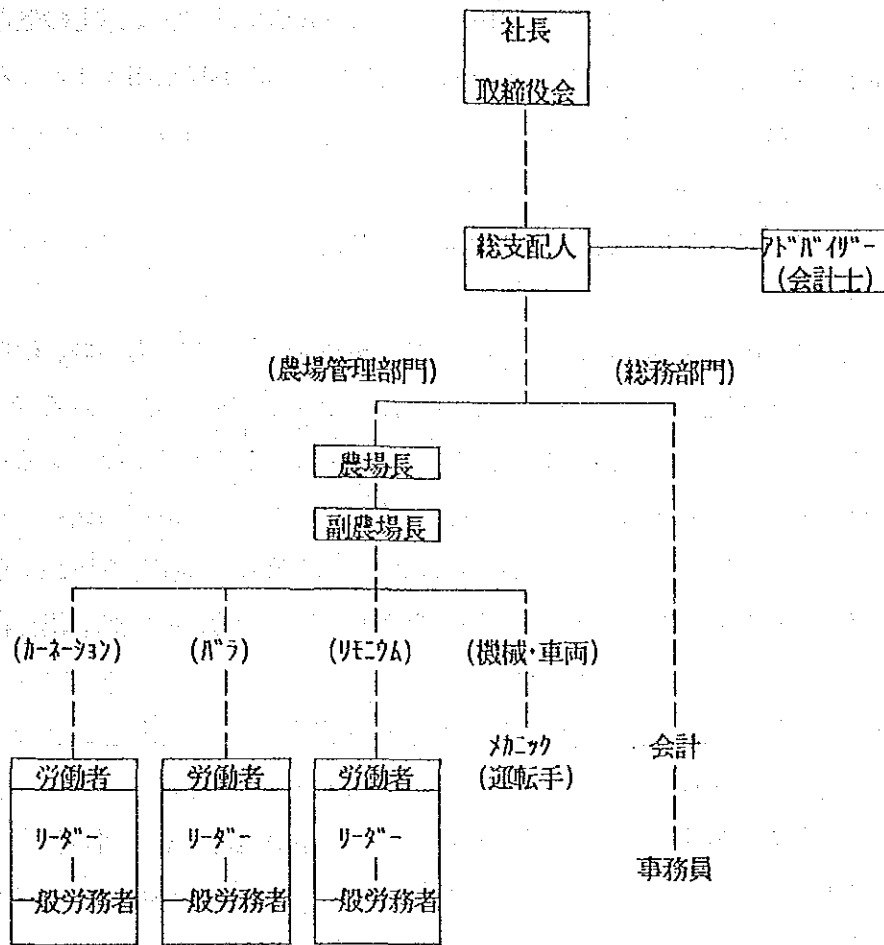 社長
取締役会
総支配人
ｱﾄﾞﾊﾞｲｻﾞｰ
(会計士)
(農場管理部門)
(総務部門)
農場長
副農場長
(ｶｰﾈｰｼｮﾝ)
(ﾊﾞﾗ)
(ﾘﾓﾆｳﾑ)
(機械・車両)
ﾒｶﾆｯｸ
(運転手)
会計
労働者
労働者
労働者
ﾘｰﾀﾞｰ
ﾘｰﾀﾞｰ
ﾘｰﾀﾞｰ
事務員
一般労務者
一般労務者
一般労務者